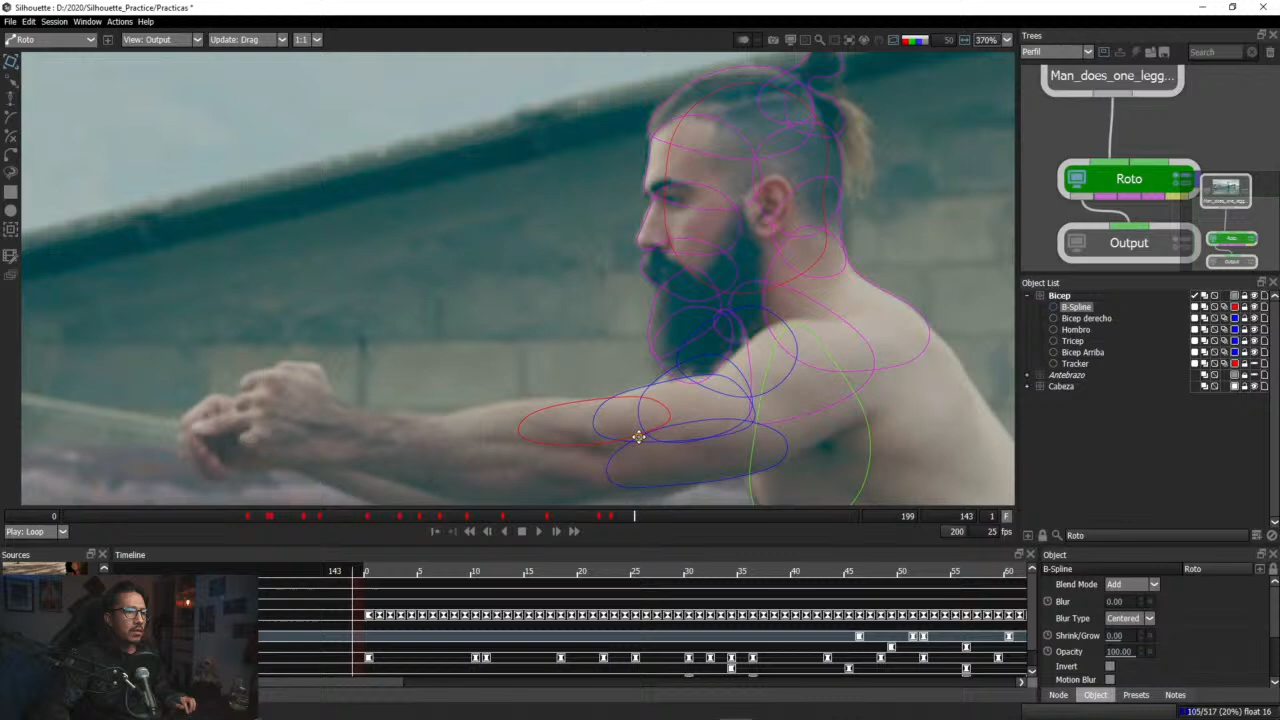 Silhouette : D:/2020/Silhouette_Practice/Practicas *
File Edit Session Window Actions Help
Roto View: Output Update: Drag 1:1 50 370%
Trees
Perfil Search
Man_does_one_legg...
Roto
Output
Object List
Bicep
B-Spline
Bicep derecho
Hombro
Tricep
Bicep Arriba
Tracker
Antebrazo
Cabeza
Roto
0 199 143 1 F
Play: Loop 200 25 fps
Sources Timeline
143 0 5 10 15 20 25 30 35 40 45 50 55 60
Object
B-Spline Roto
Blend Mode Add
Blur 0.00
Blur Type Centered
Shrink/Grow 0.00
Opacity 100.00
Invert
Motion Blur
Node Object Presets Notes
105/517 (20%) float 16